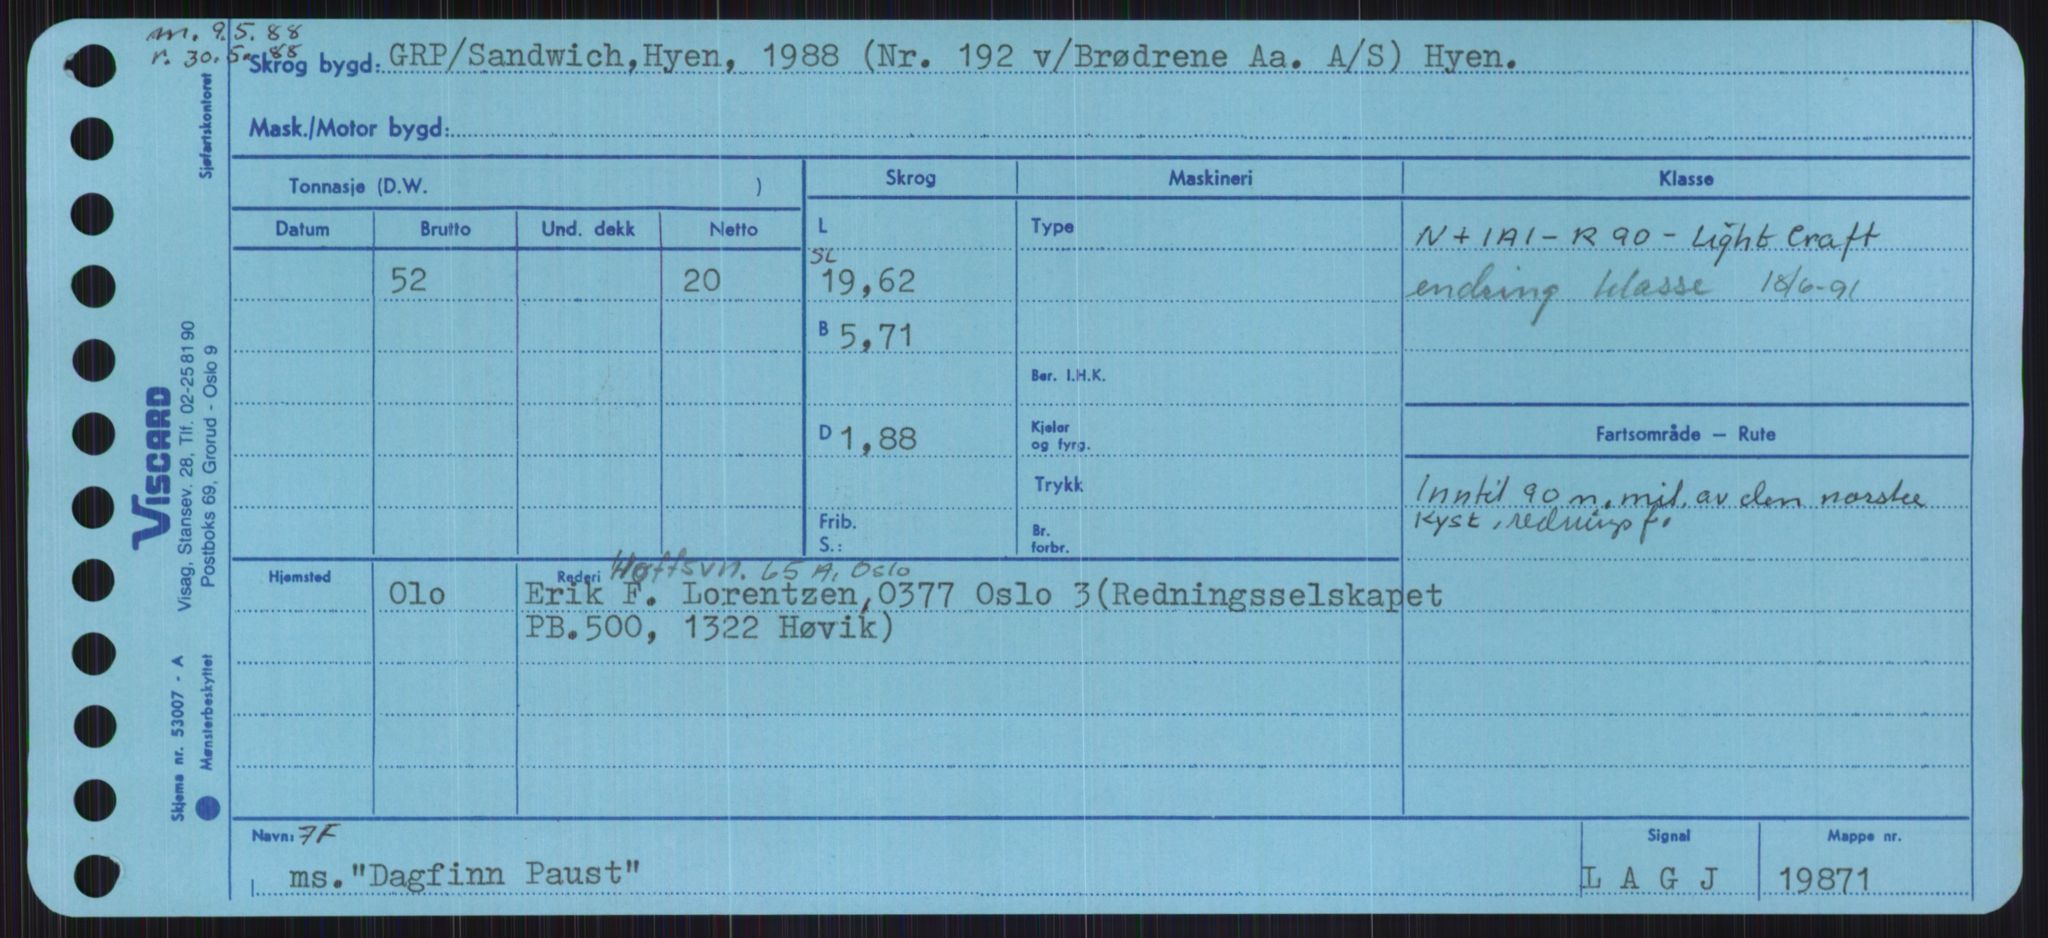 m. 9.5.88
r. 30.5.88
Skrog bygd: GRP/Sandwich, Hyen, 1988 (Nr. 192 v/Brødrene Aa. A/S) Hyen.
Mask./Motor bygd:
Sjøfartskontoret
Tonnasje (D.W. )
Skrog
Maskineri
Klasse
Datum Brutto Und. dekk Netto
L
Type
N + 1A1 - R 90 - Light Craft
SL
52 20 19,62
endring klasse 18/6-91
B 5,71
Ber. I.H.K.
D 1,88
Kjeler
og fyrg.
Fartsområde – Rute
Trykk
Inntil 90 n. mil. av den norske
kyst, rednings f.
Frib.
S.:
Br.
forbr.
Hjemsted
Rederi Hoffsvn. 65 A, Oslo
Olo Erik F. Lorentzen, 0377 Oslo 3(Redningsselskapet
PB.500, 1322 Høvik)
Navn: 7F
Signal
Mappe nr.
ms. "Dagfinn Paust"
L A G J
19871
VISCARD
Visag, Stansev. 28, Tlf. 02-25 81 90
Postboks 69, Grorud - Oslo 9
Skjema nr. 53007 - A
Mønsterbeskyttet